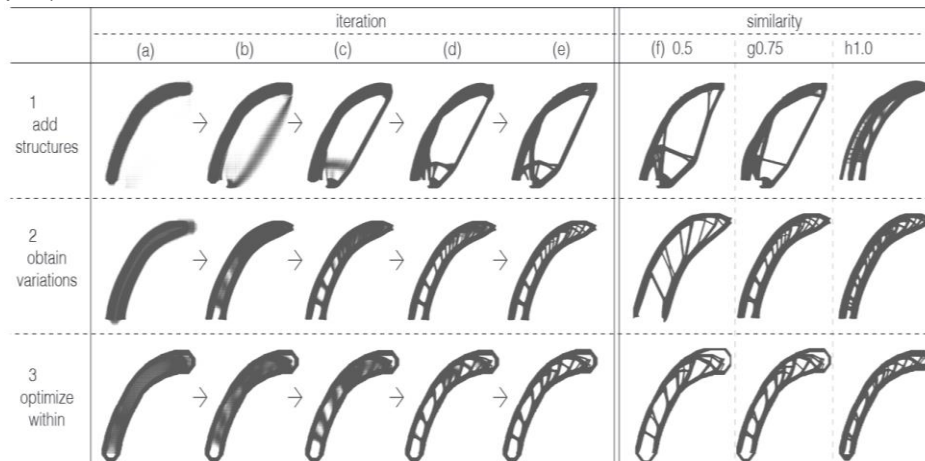 iteration similarity
(a) (b) (c) (d) (e) (f) 0.5 g0.75 h1.0
1
add
structures
2
obtain
variations
3
optimize
within